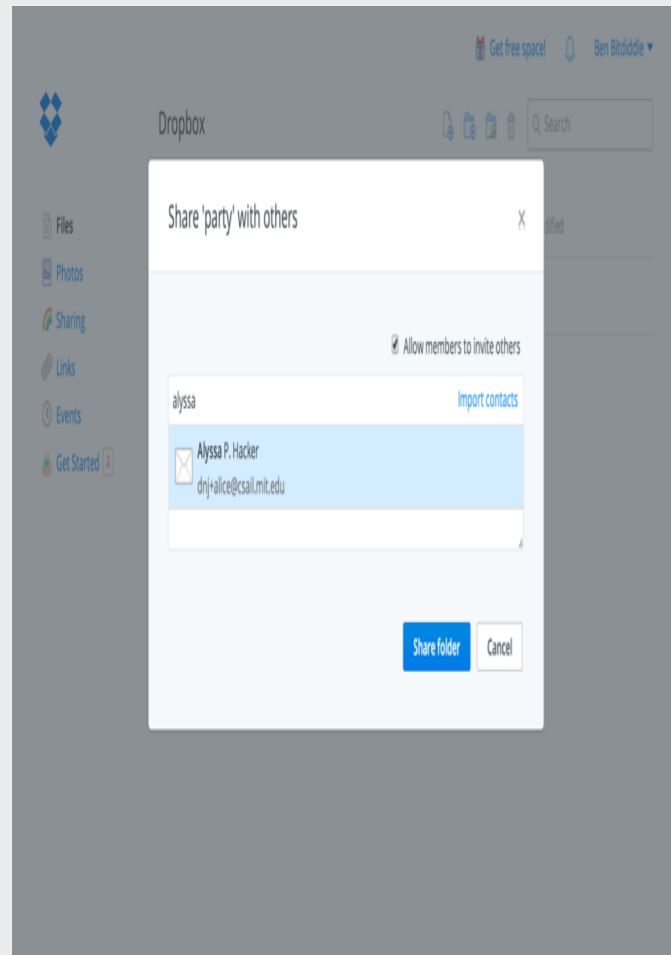 Get free space!
Ben Bitdiddle
Dropbox
Search
Share 'party' with others
Files
Photos
Allow members to invite others
Sharing
Links
alyssa
Import contacts
Events
Alyssa P. Hacker
Get Started 2
dnj+alice@csail.mit.edu
Share folder
Cancel